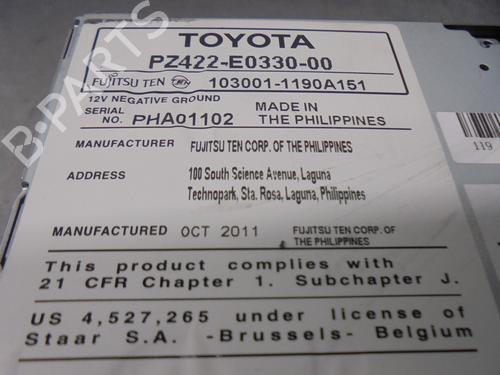 B-PARTS
TOYOTA
PZ422-E0330-00
FUJITSU TEN TEN 103001-1190A151
12V NEGATIVE GROUND
SERIAL NO. PHA01102
MADE IN THE PHILIPPINES
MANUFACTURER FUJITSU TEN CORP. OF THE PHILIPPINES
ADDRESS 100 South Science Avenue, Laguna
Technopark, Sta. Rosa, Laguna, Philippines
MANUFACTURED OCT 2011 FUJITSU TEN CORP. OF
THE PHILIPPINES
This product complies with
21 CFR Chapter 1. Subchapter J.
US 4,527,265 under license of
Staar S.A. -Brussels- Belgium
119